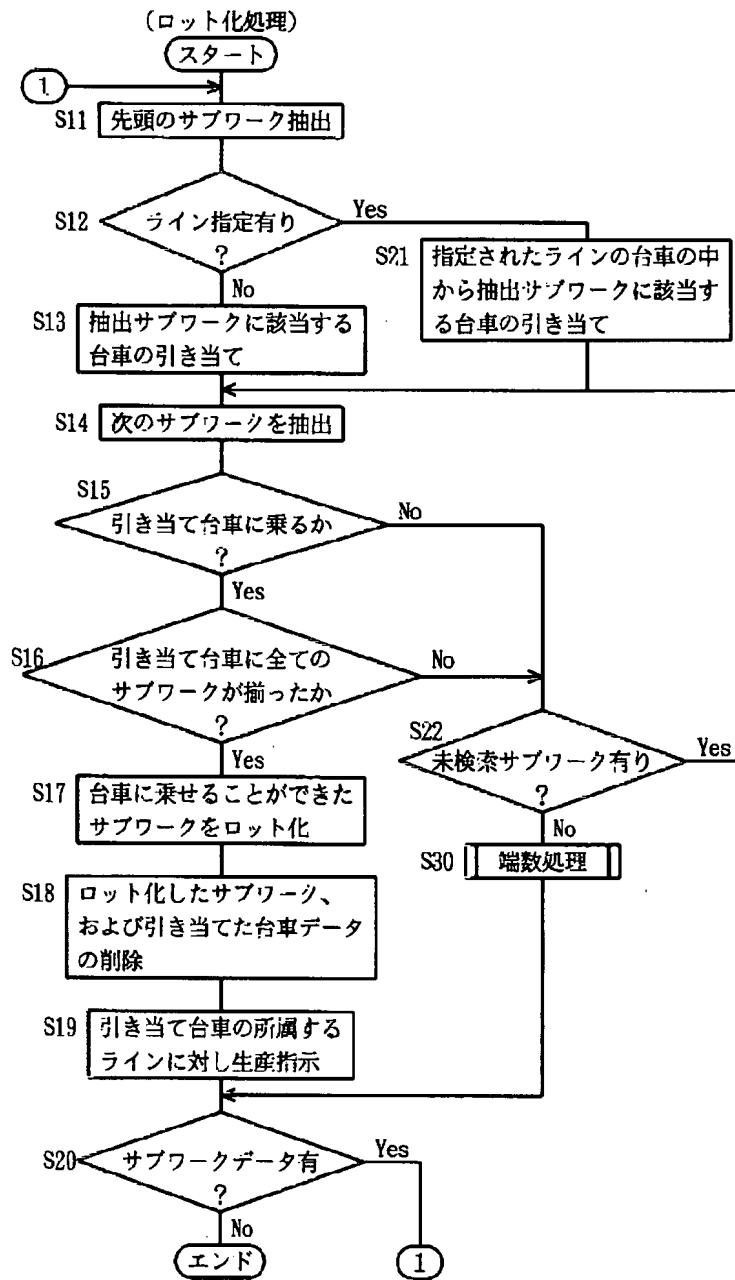 (ロット化処理)
スタート
1
S11
先頭のサブワーク抽出
S12
ライン指定有り
?
Yes
No
S21
指定されたラインの台車の中
から抽出サブワークに該当す
る台車の引き当て
S13
抽出サブワークに該当する
台車の引き当て
S14
次のサブワークを抽出
S15
引き当て台車に乗るか
?
No
Yes
S16
引き当て台車に全ての
サブワークが揃ったか
?
No
Yes
S22
未検索サブワーク有り
?
Yes
No
S17
台車に乗せることができた
サブワークをロット化
S30
端数処理
S18
ロット化したサブワーク、
および引き当てた台車データ
の削除
S19
引き当て台車の所属する
ラインに対し生産指示
S20
サブワークデータ有
?
Yes
No
エンド
1